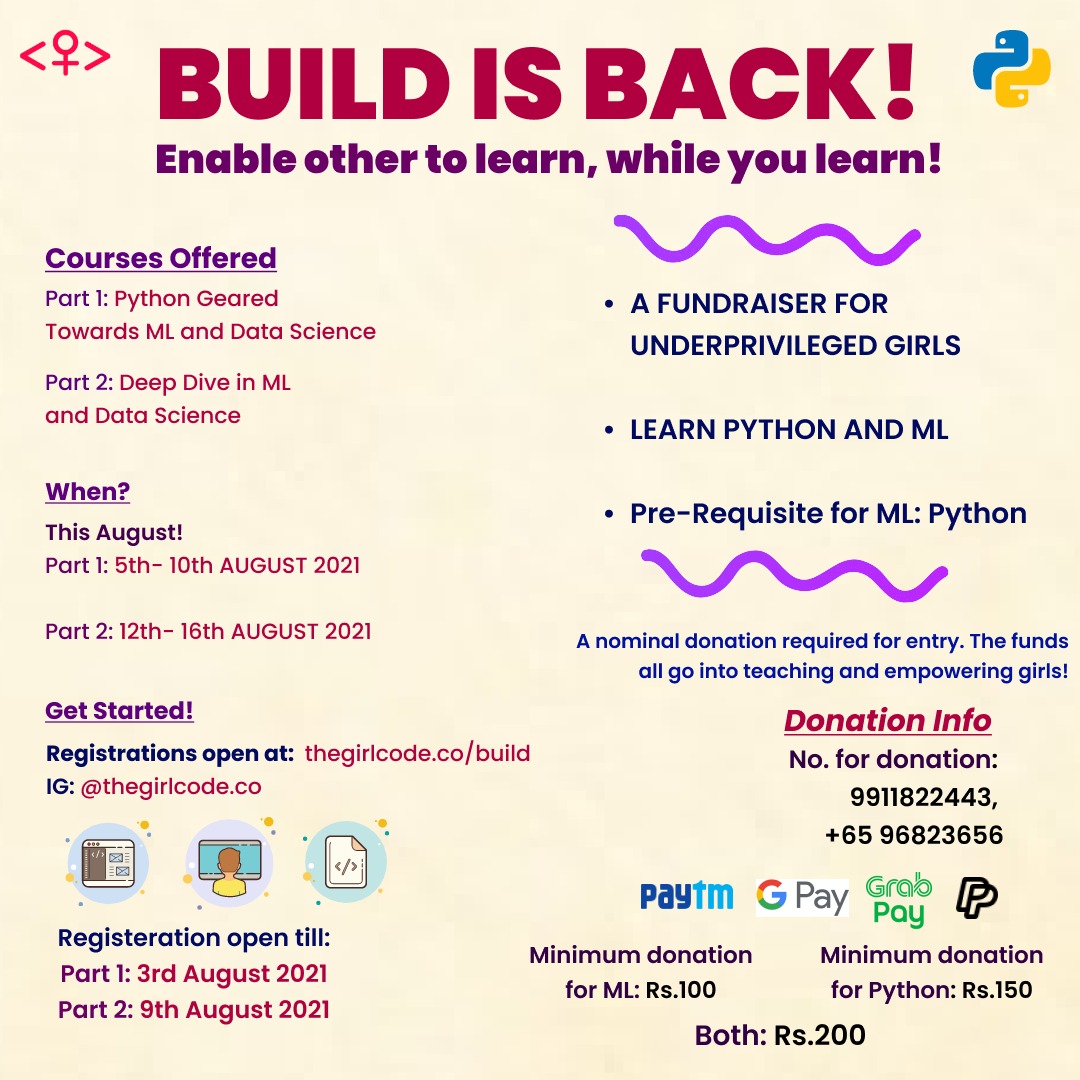 BUILD IS BACK!
Enable other to learn, while you learn!
Courses Offered
Part 1: Python Geared
Towards ML and Data Science
Part 2: Deep Dive in ML
and Data Science
When?
This August!
Part 1: 5th- 10th AUGUST 2021
Part 2: 12th- 16th AUGUST 2021
Get Started!
Registrations open at: thegirlcode.co/build
IG: @thegirlcode.co
</>
</>
Registeration open till:
Part 1: 3rd August 2021
Part 2: 9th August 2021
• A FUNDRAISER FOR
UNDERPRIVILEGED GIRLS
• LEARN PYTHON AND ML
• Pre-Requisite for ML: Python
A nominal donation required for entry. The funds
all go into teaching and empowering girls!
Donation Info
No. for donation:
9911822443,
+65 96823656
paytm G Pay Grab
Pay
Minimum donation
for ML: Rs.100
Minimum donation
for Python: Rs.150
Both: Rs.200